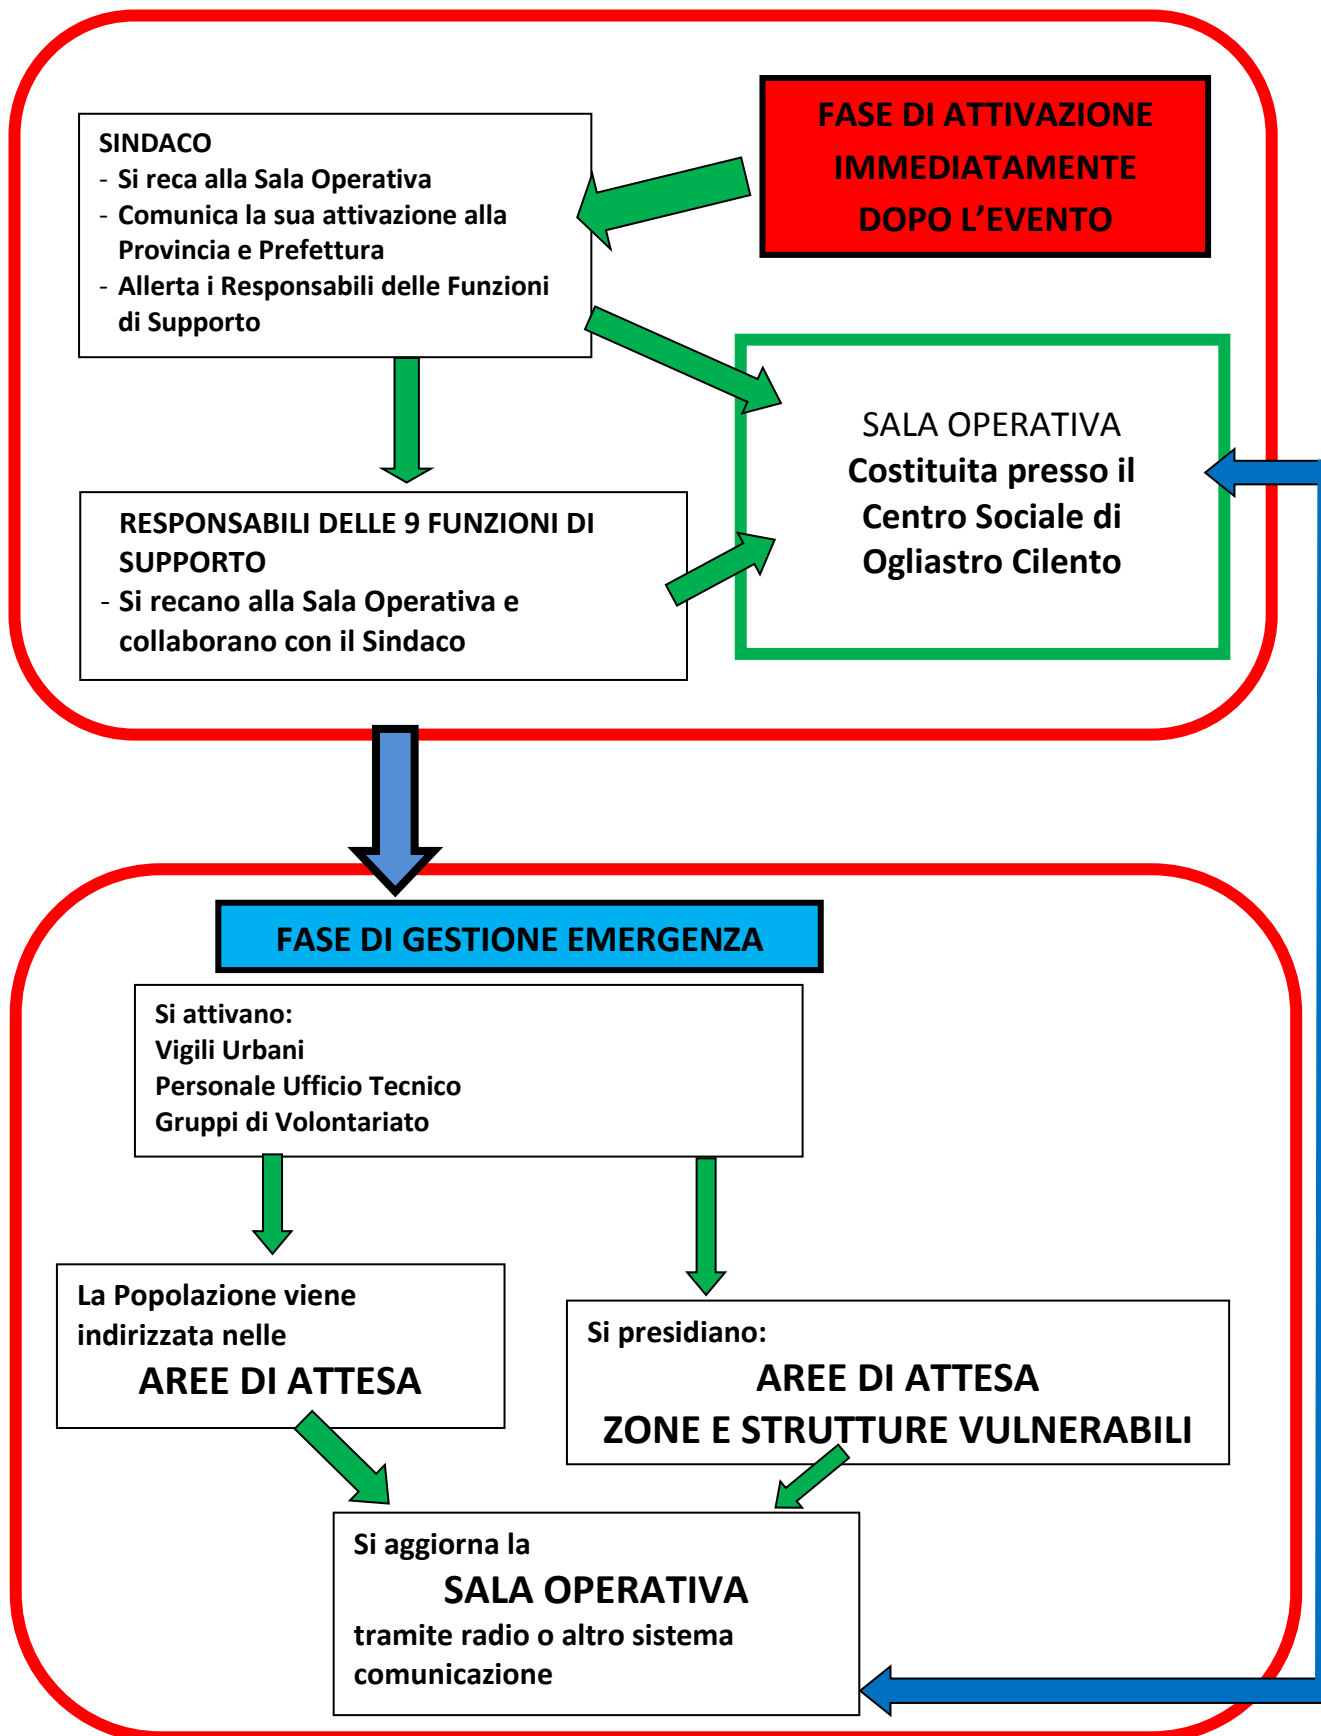 FASE DI ATTIVAZIONE
IMMEDIATAMENTE
DOPO L’EVENTO
SINDACO
- Si reca alla Sala Operativa
- Comunica la sua attivazione alla
Provincia e Prefettura
- Allerta i Responsabili delle Funzioni
di Supporto
SALA OPERATIVA
Costituita presso il
Centro Sociale di
Ogliastro Cilento
RESPONSABILI DELLE 9 FUNZIONI DI
SUPPORTO
- Si recano alla Sala Operativa e
collaborano con il Sindaco
FASE DI GESTIONE EMERGENZA
Si attivano:
Vigili Urbani
Personale Ufficio Tecnico
Gruppi di Volontariato
La Popolazione viene
indirizzata nelle
AREE DI ATTESA
Si presidiano:
AREE DI ATTESA
ZONE E STRUTTURE VULNERABILI
Si aggiorna la
SALA OPERATIVA
tramite radio o altro sistema
comunicazione